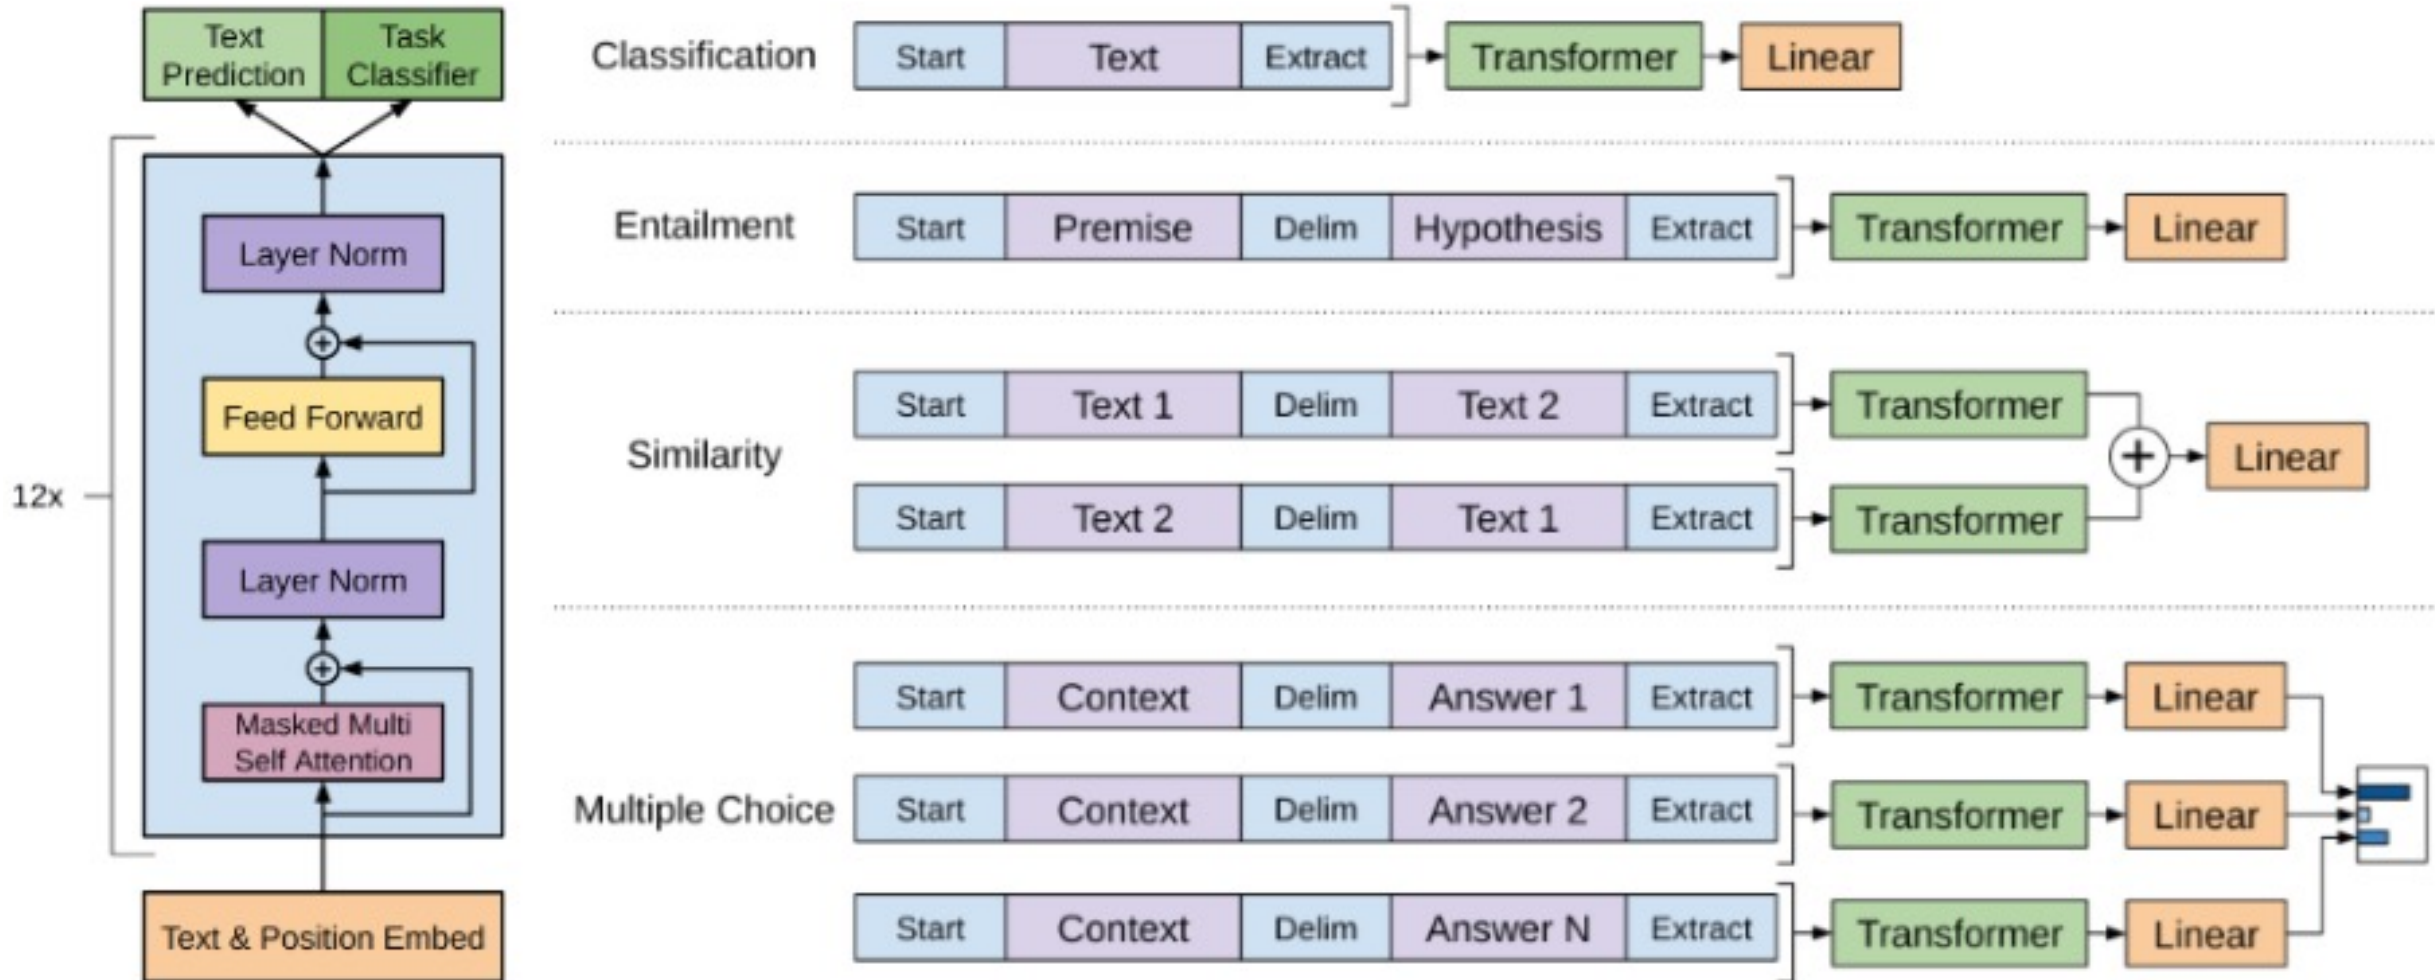 Text
Prediction
Task
Classifier
12x
Layer Norm
Feed Forward
Layer Norm
Masked Multi
Self Attention
Text & Position Embed
Classification Start Text Extract Transformer Linear
Entailment Start Premise Delim Hypothesis Extract Transformer Linear
Start Text 1 Delim Text 2 Extract Transformer
Similarity
Linear
Start Text 2 Delim Text 1 Extract Transformer
Start Context Delim Answer 1 Extract Transformer Linear
Multiple Choice Start Context Delim Answer 2 Extract Transformer Linear
Start Context Delim Answer N Extract Transformer Linear